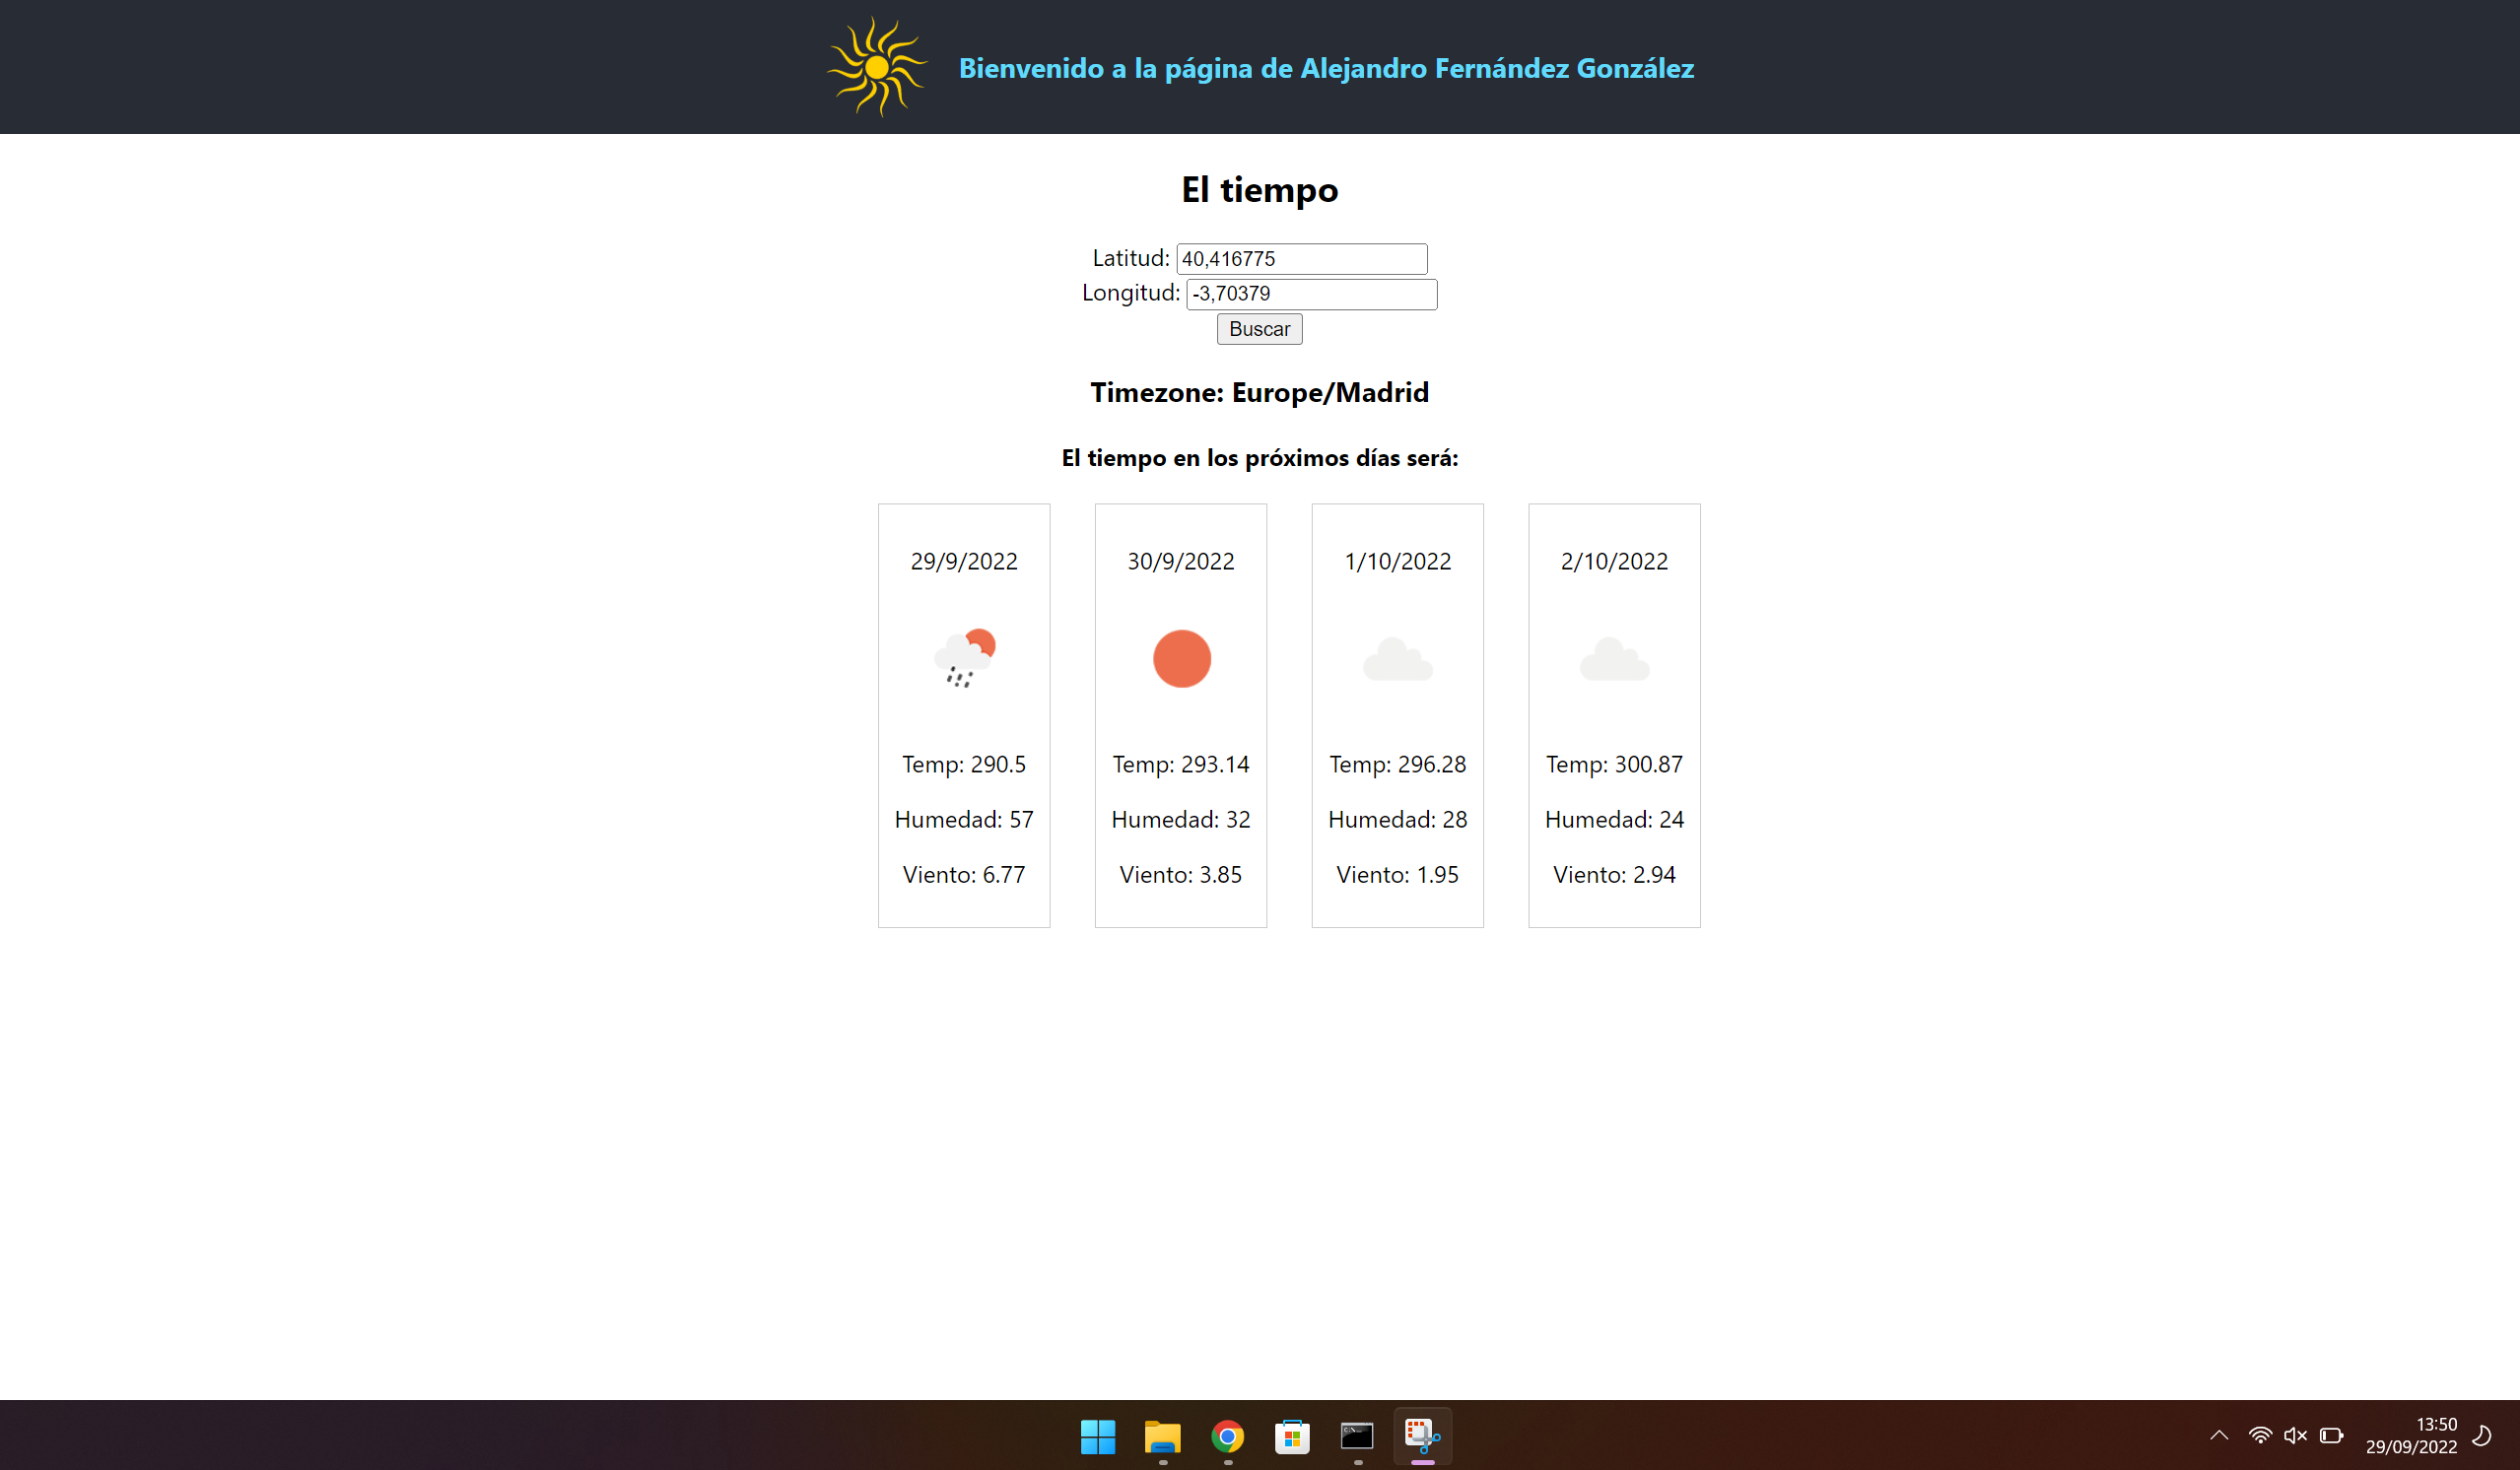 Bienvenido a la página de Alejandro Fernández González
El tiempo
Latitud: 40,416775
Longitud: -3,70379
Buscar
Timezone: Europe/Madrid
El tiempo en los próximos días será:
29/9/2022
Temp: 290.5
Humedad: 57
Viento: 6.77
30/9/2022
Temp: 293.14
Humedad: 32
Viento: 3.85
1/10/2022
Temp: 296.28
Humedad: 28
Viento: 1.95
2/10/2022
Temp: 300.87
Humedad: 24
Viento: 2.94
13:50
29/09/2022